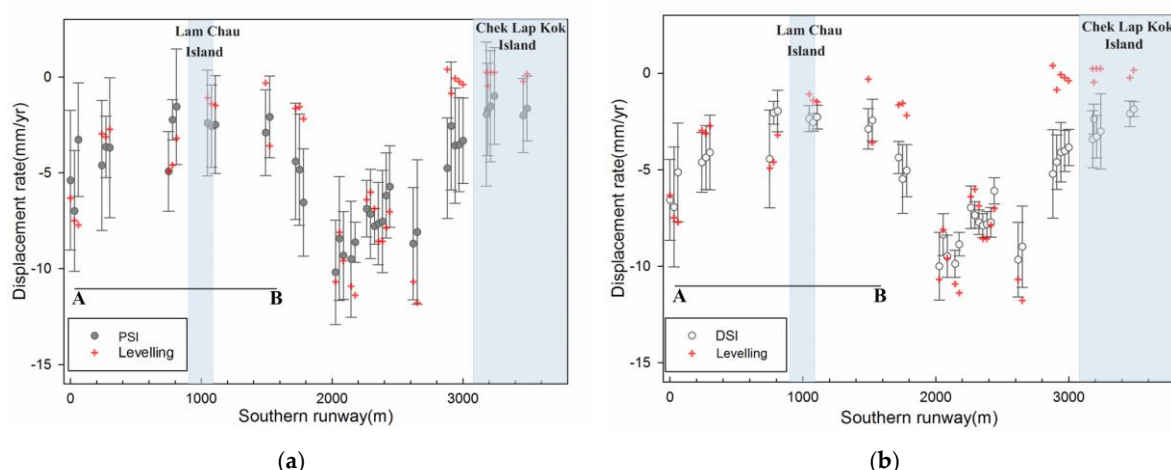 Lam Chau
Island
Chek Lap Kok
Island
0
-5
-10
-15
Displacement rate(mm/yr)
A
B
PSI
Levelling
0
1000
2000
3000
Southern runway(m)
(a)
Lam Chau
Island
Chek Lap Kok
Island
0
-5
-10
-15
Displacement rate(mm/yr)
A
B
DSI
Levelling
0
1000
2000
3000
Southern runway(m)
(b)